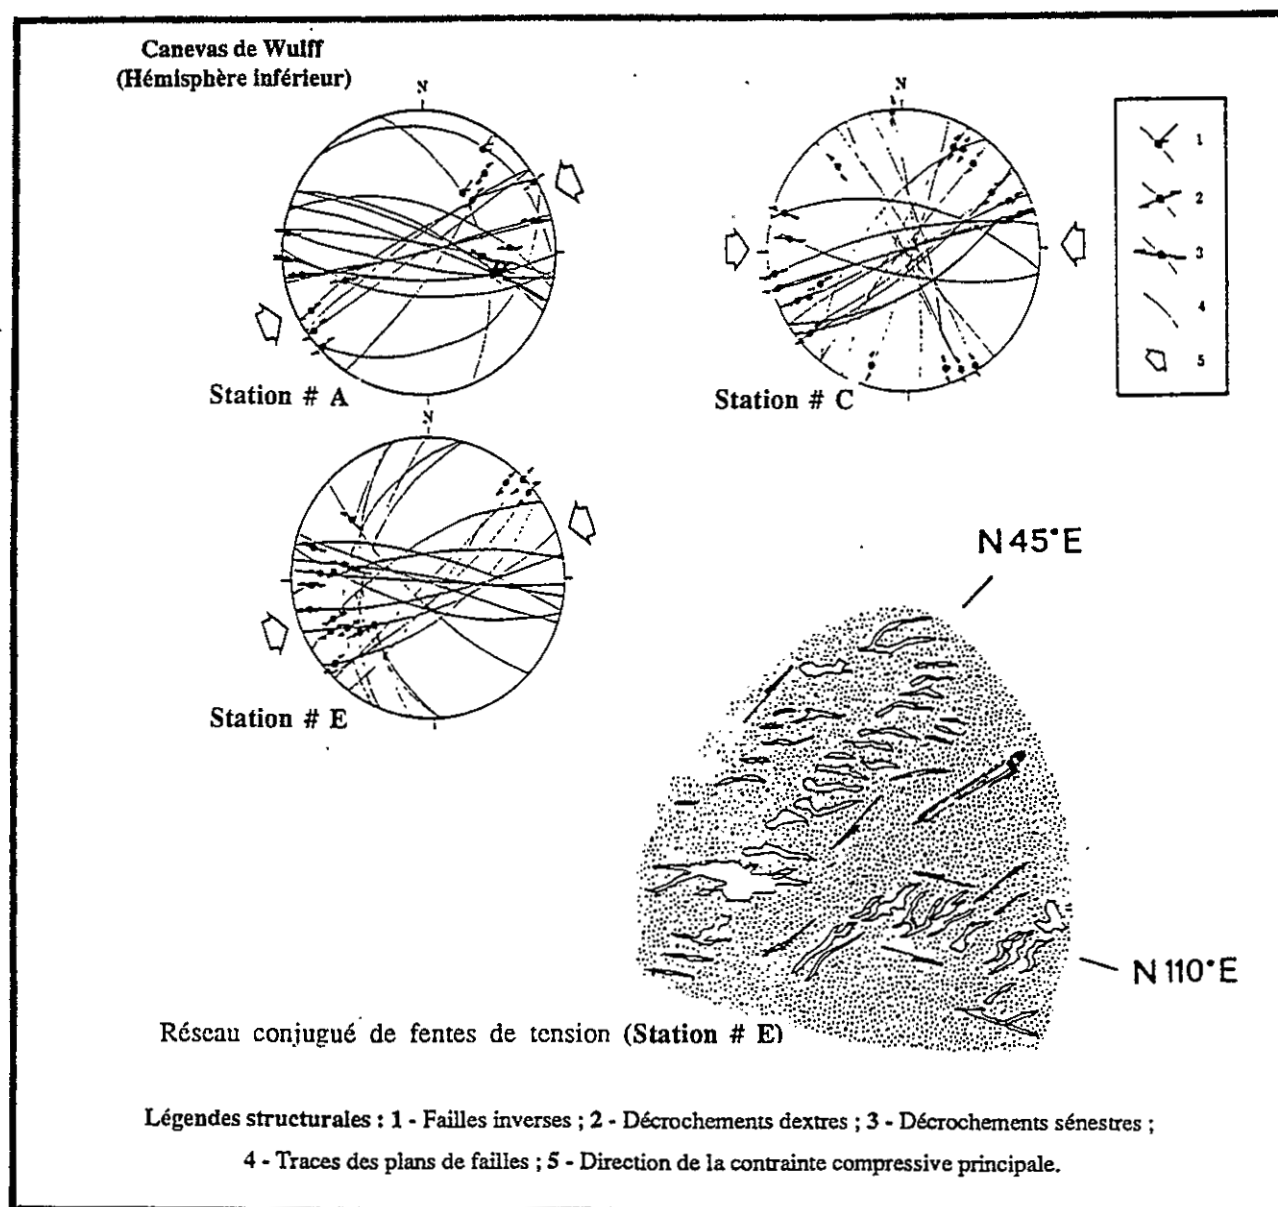 Canevas de Wulff
(Hémisphère inférieur)
N
N
1
2
3
4
5
Station # A
Station # C
N
Station # E
N 45°E
N 110°E
Réseau conjugué de fentes de tension (Station # E)
Légendes structurales : 1 - Failles inverses ; 2 - Décrochements dextres ; 3 - Décrochements sénestres ;
4 - Traces des plans de failles ; 5 - Direction de la contrainte compressive principale.